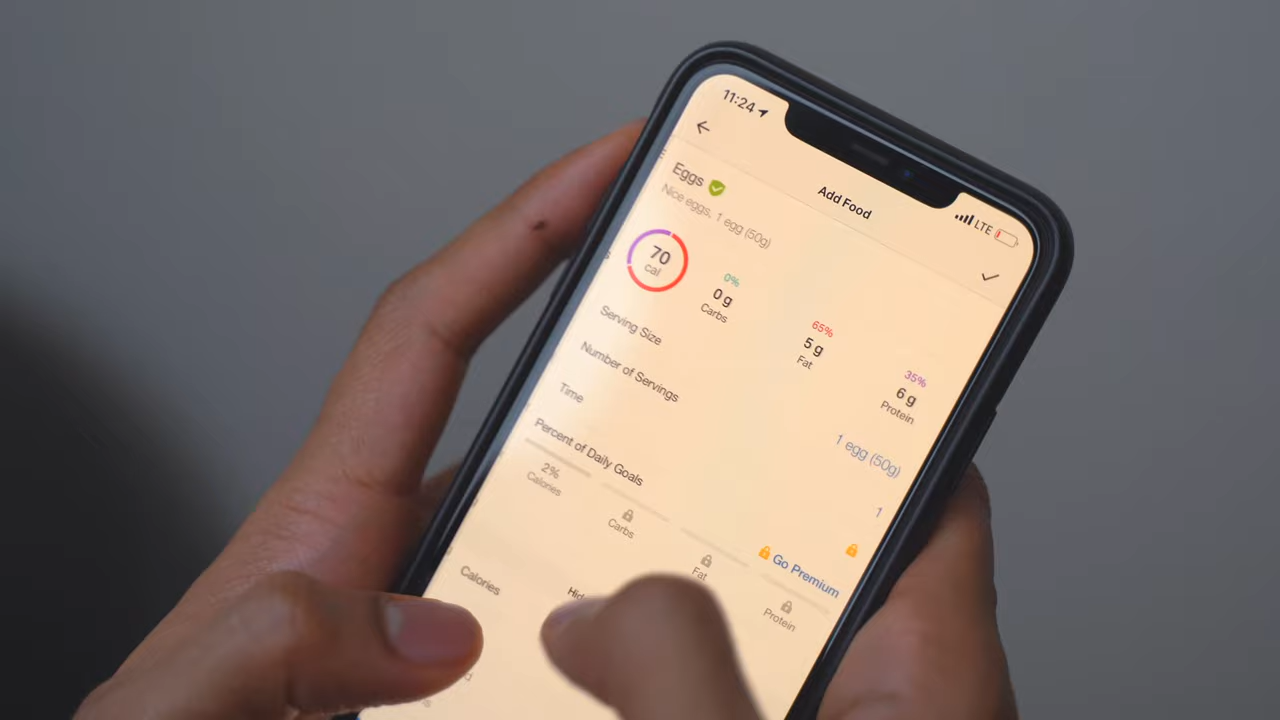 11:24
LTE
Add Food
Eggs
Nice eggs, 1 egg (50g)
70
cal
0%
0 g
Carbs
65%
5 g
Fat
35%
6 g
Protein
Serving Size
1 egg (50g)
Number of Servings
1
Time
Percent of Daily Goals
Go Premium
2%
Calories
Carbs
Fat
Protein
Calories